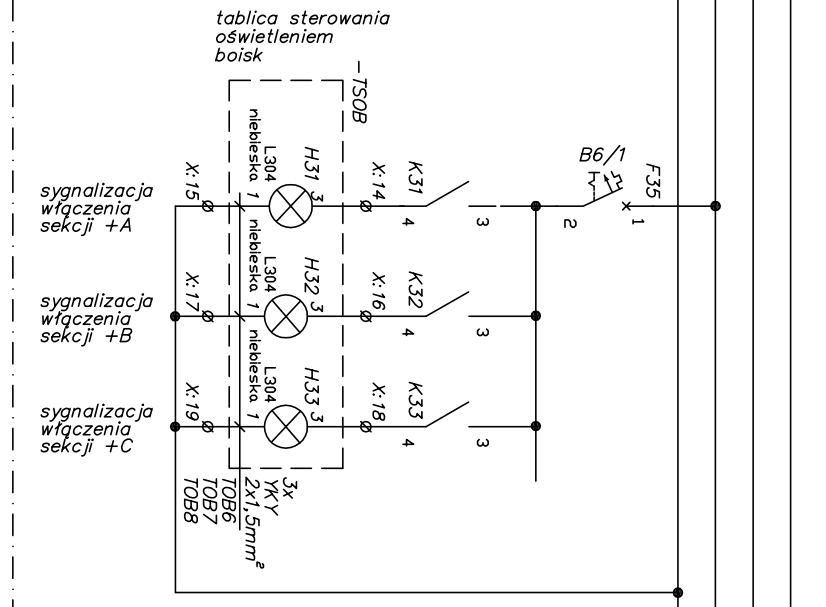 tablica sterowania
oświetleniem
boisk
-TSOB
B6/1
F35
1
2
sygnalizacja
włączenia
sekcji +A
X:15
niebieska
L304
1
H31
3
X:14
K31
4
3
sygnalizacja
włączenia
sekcji +B
X:17
niebieska
L304
1
H32
3
X:16
K32
4
3
sygnalizacja
włączenia
sekcji +C
X:19
niebieska
L304
1
H33
3
X:18
K33
4
3
3x
YKY
2x1,5mm²
TOB6
TOB7
TOB8